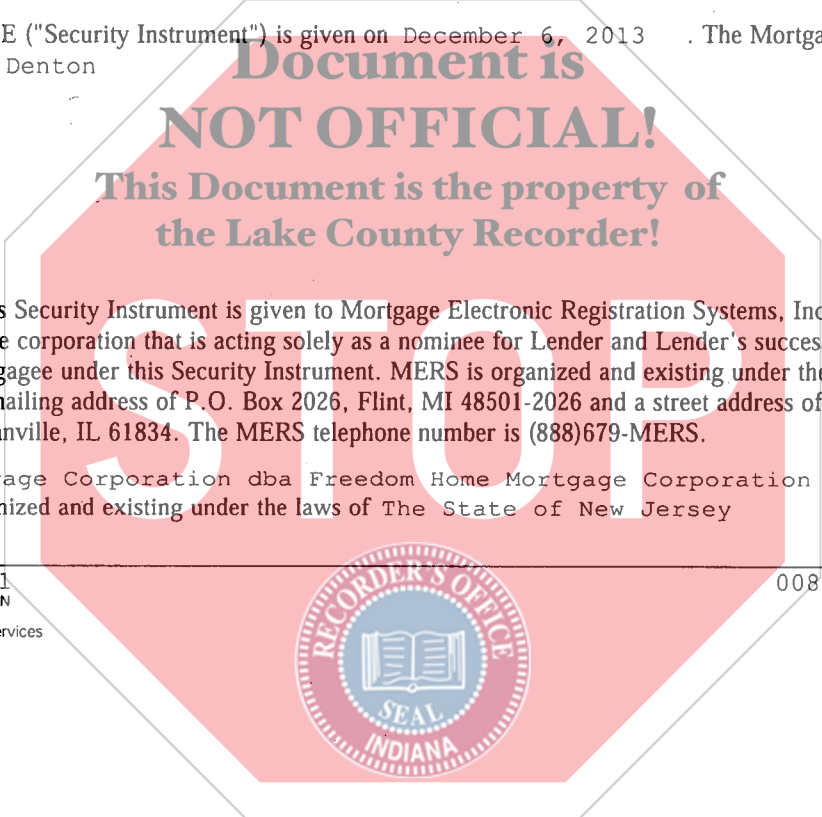 E ("Security Instrument") is given on December 6, 2013 . The Mortga
Denton
Document is
NOT OFFICIAL!
This Document is the property of
the Lake County Recorder!
s Security Instrument is given to Mortgage Electronic Registration Systems, Inc
e corporation that is acting solely as a nominee for Lender and Lender's succes
gagee under this Security Instrument. MERS is organized and existing under the
nailing address of P.O. Box 2026, Flint, MI 48501-2026 and a street address of
nville, IL 61834. The MERS telephone number is (888)679-MERS.
STOP
age Corporation dba Freedom Home Mortgage Corporation
nized and existing under the laws of The State of New Jersey
1 008
N
ervices
RECORDER'S OFFICE
SEAL
INDIANA